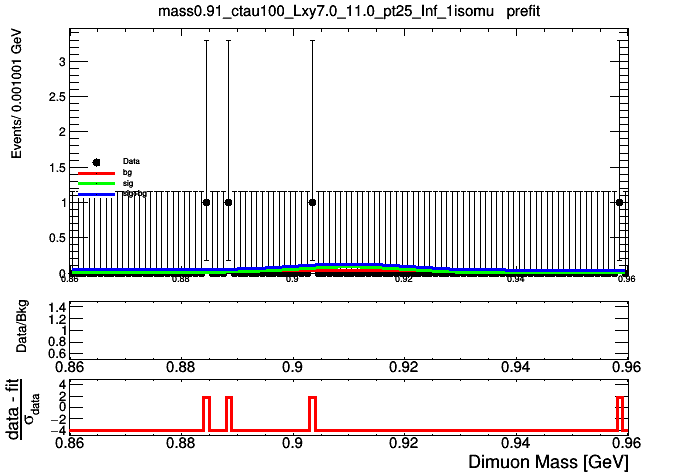 mass0.91_ctau100_Lxy7.0_11.0_pt25_Inf_1isomu prefit
Events/ 0.001001 GeV
3
2.5
2
1.5
1
0.5
0
Data
bg
sig
sig+bg
0.86 0.88 0.9 0.92 0.94 0.96
Data/Bkg
1.4
1.2
1
0.8
0.6
0.86 0.88 0.9 0.92 0.94 0.96
data - fit
σdata
4
2
0
−2
−4
0.86 0.88 0.9 0.92 0.94 0.96
Dimuon Mass [GeV]